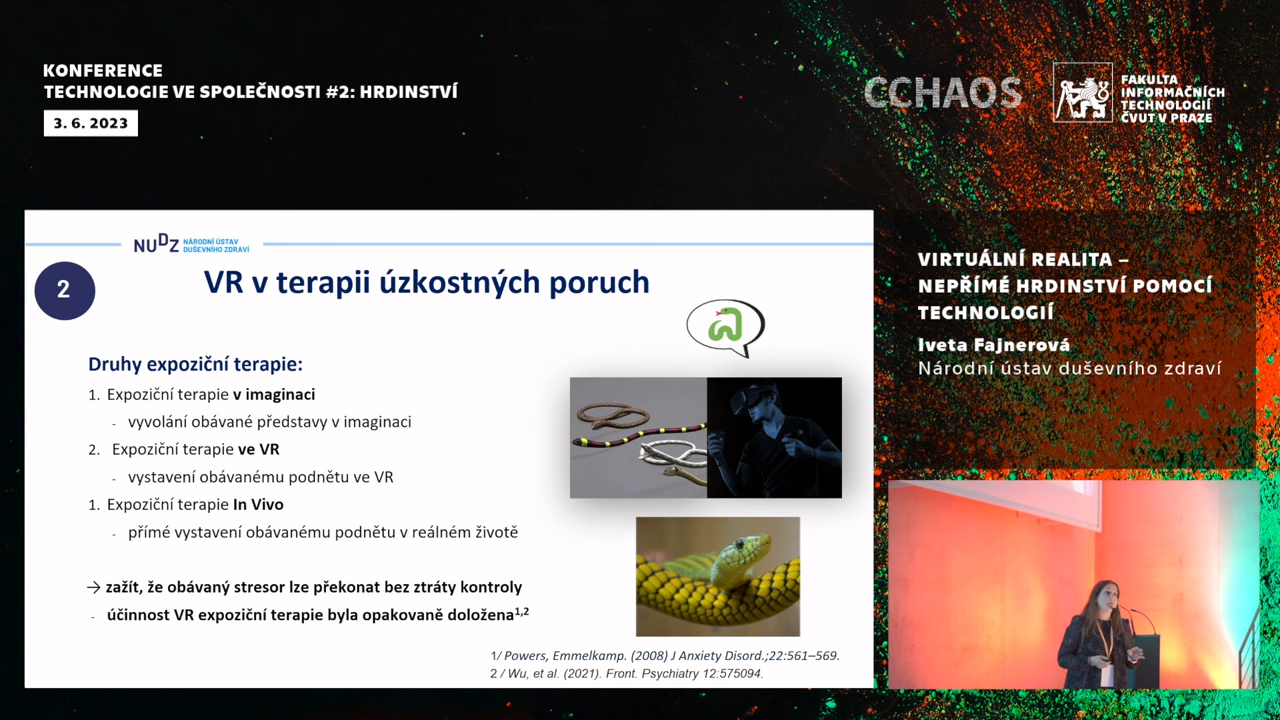 KONFERENCE
TECHNOLOGIE VE SPOLEČNOSTI #2: HRDINSTVÍ
3. 6. 2023
CCHAOS
FAKULTA
INFORMAČNÍCH
TECHNOLOGIÍ
ČVUT V PRAZE
NUDZ NÁRODNÍ ÚSTAV
DUŠEVNÍHO ZDRAVÍ
2
VR v terapii úzkostných poruch
Druhy expoziční terapie:
1. Expoziční terapie v imaginaci
- vyvolání obávané představy v imaginaci
2. Expoziční terapie ve VR
- vystavení obávanému podnětu ve VR
1. Expoziční terapie In Vivo
- přímé vystavení obávanému podnětu v reálném životě
→ zažít, že obávaný stresor lze překonat bez ztráty kontroly
- účinnost VR expoziční terapie byla opakovaně doložena1,2
1/ Powers, Emmelkamp. (2008) J Anxiety Disord.;22:561–569.
2 / Wu, et al. (2021). Front. Psychiatry 12:575094.
VIRTUÁLNÍ REALITA –
NEPŘÍMÉ HRDINSTVÍ POMOCÍ
TECHNOLOGIÍ
Iveta Fajnerová
Národní ústav duševního zdraví